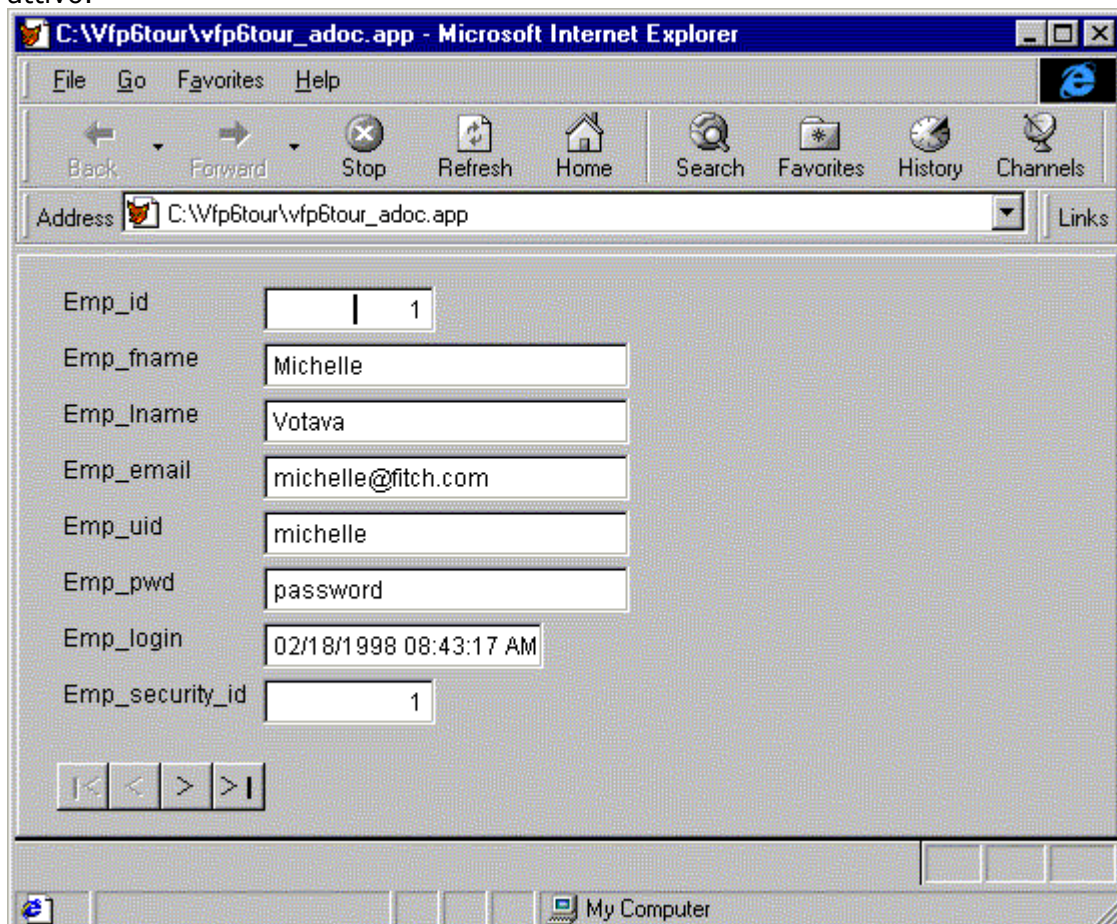 attivo.
C:\Vfp6tour\vfp6tour_adoc.app - Microsoft Internet Explorer
File Go Favorites Help
Back Forward Stop Refresh Home Search Favorites History Channels
Address C:\Vfp6tour\vfp6tour_adoc.app Links
Emp_id 1
Emp_fname Michelle
Emp_lname Votava
Emp_email michelle@fitch.com
Emp_uid michelle
Emp_pwd password
Emp_login 02/18/1998 08:43:17 AM
Emp_security_id 1
|< < > >|
My Computer